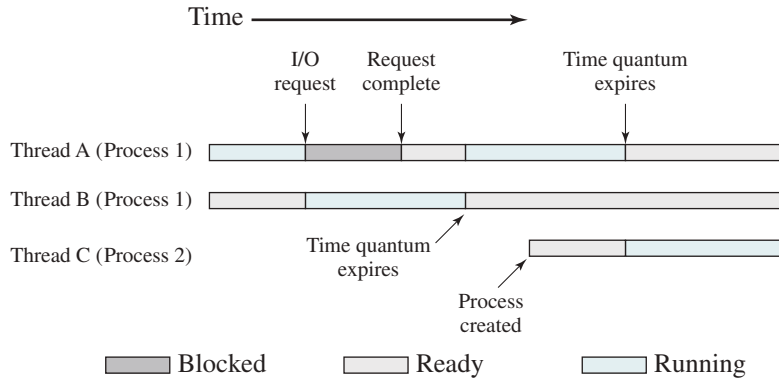 Time
I/O
request
Request
complete
Time quantum
expires
Thread A (Process 1)
Thread B (Process 1)
Time quantum
expires
Thread C (Process 2)
Process
created
Blocked
Ready
Running